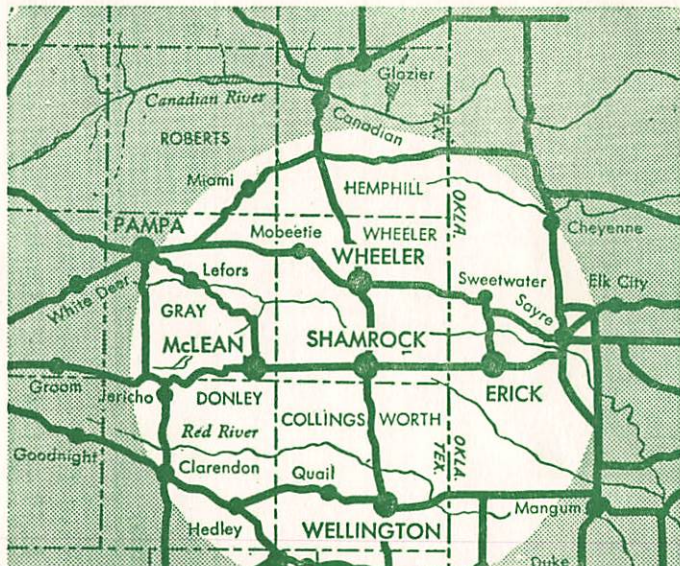 Glazier
Canadian River
Canadian
TEX.
ROBERTS
Miami
HEMPHILL
OKLA.
PAMPA
Mobeetie
WHEELER
Cheyenne
WHEELER
White Deer
Lefors
Sweetwater
Elk City
GRAY
Sayre
McLEAN
SHAMROCK
Groom
Jericho
DONLEY
ERICK
COLLINGS WORTH
Red River
Goodnight
TEX.
OKLA.
Clarendon
Quail
Hedley
WELLINGTON
Mangum
Duke